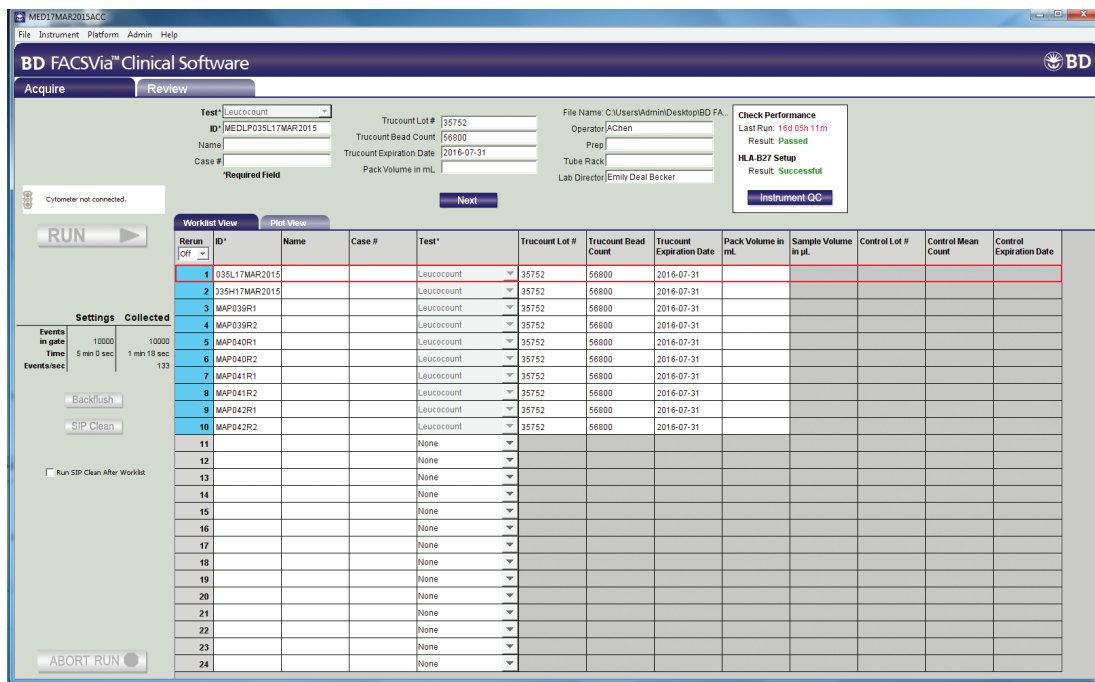 MED17MAR2015ACC
File Instrument Platform Admin Help
BD FACSVia™ Clinical Software
BD
Acquire Review
Test* Leucocount
ID* MEDLP035L17MAR2015
Name
Case #
*Required Field
Trucount Lot # 35752
Trucount Bead Count 56800
Trucount Expiration Date 2016-07-31
Pack Volume in mL
File Name: C:\Users\Admin\Desktop\BD FA...
Operator AChen
Prep
Tube Rack
Lab Director Emily Deal Becker
Check Performance
Last Run: 16d 05h 11m
Result: Passed
HLA-B27 Setup
Result: Successful
Instrument QC
Next
Cytometer not connected.
RUN
Settings Collected
Events in gate 10000 10000
Time 5 min 0 sec 1 min 18 sec
Events/sec 133
Backflush
SIP Clean
Run SIP Clean After Worklist
ABORT RUN
Worklist View Plot View
Rerun Off ID* Name Case # Test* Trucount Lot # Trucount Bead Count Trucount Expiration Date Pack Volume in mL Sample Volume in µL Control Lot # Control Mean Count Control Expiration Date
1 035L17MAR2015 Leucocount 35752 56800 2016-07-31
2 035H17MAR2015 Leucocount 35752 56800 2016-07-31
3 MAP039R1 Leucocount 35752 56800 2016-07-31
4 MAP039R2 Leucocount 35752 56800 2016-07-31
5 MAP040R1 Leucocount 35752 56800 2016-07-31
6 MAP040R2 Leucocount 35752 56800 2016-07-31
7 MAP041R1 Leucocount 35752 56800 2016-07-31
8 MAP041R2 Leucocount 35752 56800 2016-07-31
9 MAP042R1 Leucocount 35752 56800 2016-07-31
10 MAP042R2 Leucocount 35752 56800 2016-07-31
11 None
12 None
13 None
14 None
15 None
16 None
17 None
18 None
19 None
20 None
21 None
22 None
23 None
24 None